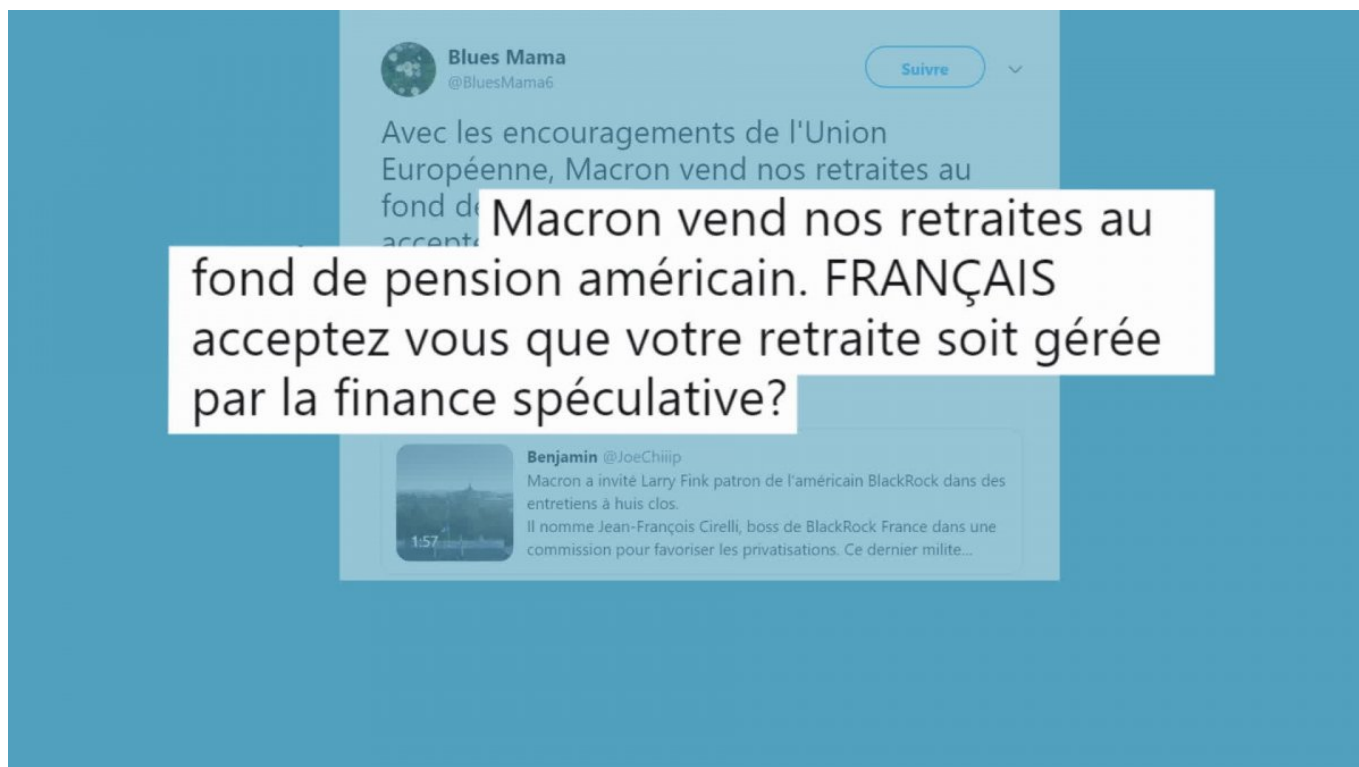 Blues Mama
@BluesMama6
Suivre
Avec les encouragements de l'Union
Européenne, Macron vend nos retraites au
fond de
accepte
Macron vend nos retraites au
fond de pension américain. FRANÇAIS
acceptez vous que votre retraite soit gérée
par la finance spéculative?
Benjamin @JoeChiiip
Macron a invité Larry Fink patron de l'américain BlackRock dans des
entretiens à huis clos.
Il nomme Jean-François Cirelli, boss de BlackRock France dans une
commission pour favoriser les privatisations. Ce dernier milite...
1:57